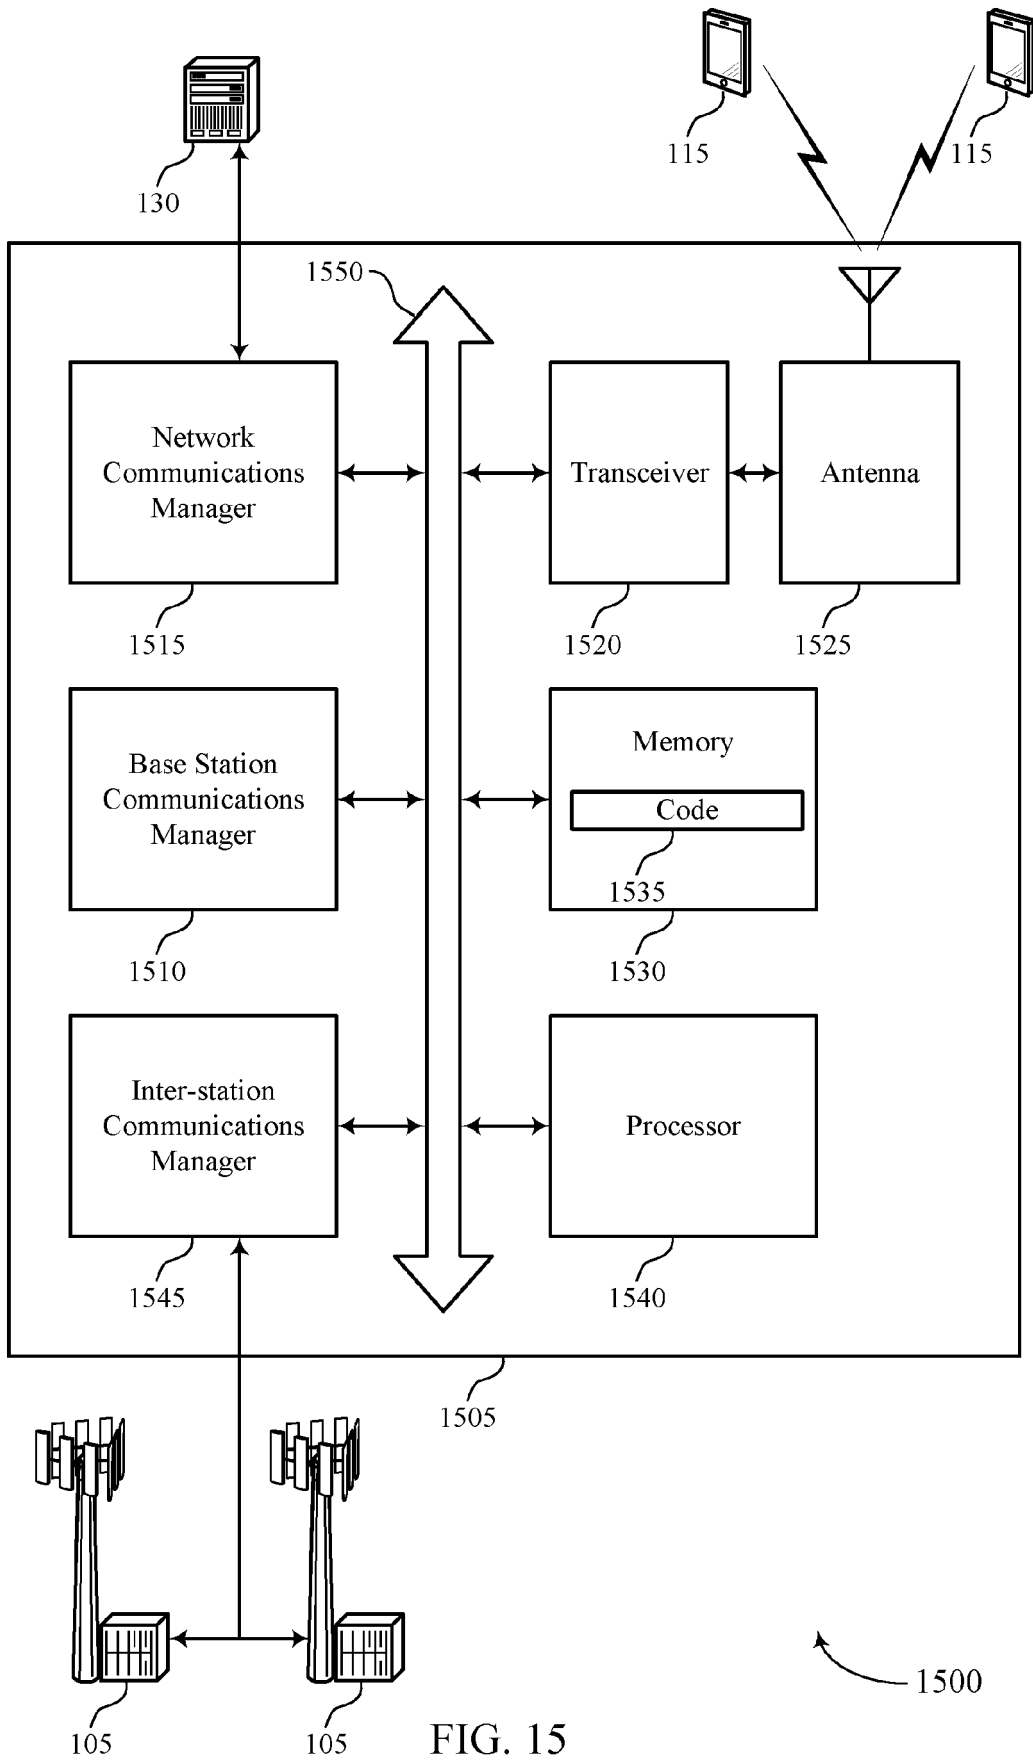 130
115
115
1550
Network
Communications
Manager
1515
Transceiver
1520
Antenna
1525
Base Station
Communications
Manager
1510
Memory
Code
1535
1530
Inter-station
Communications
Manager
1545
Processor
1540
1505
105
105
1500
FIG. 15